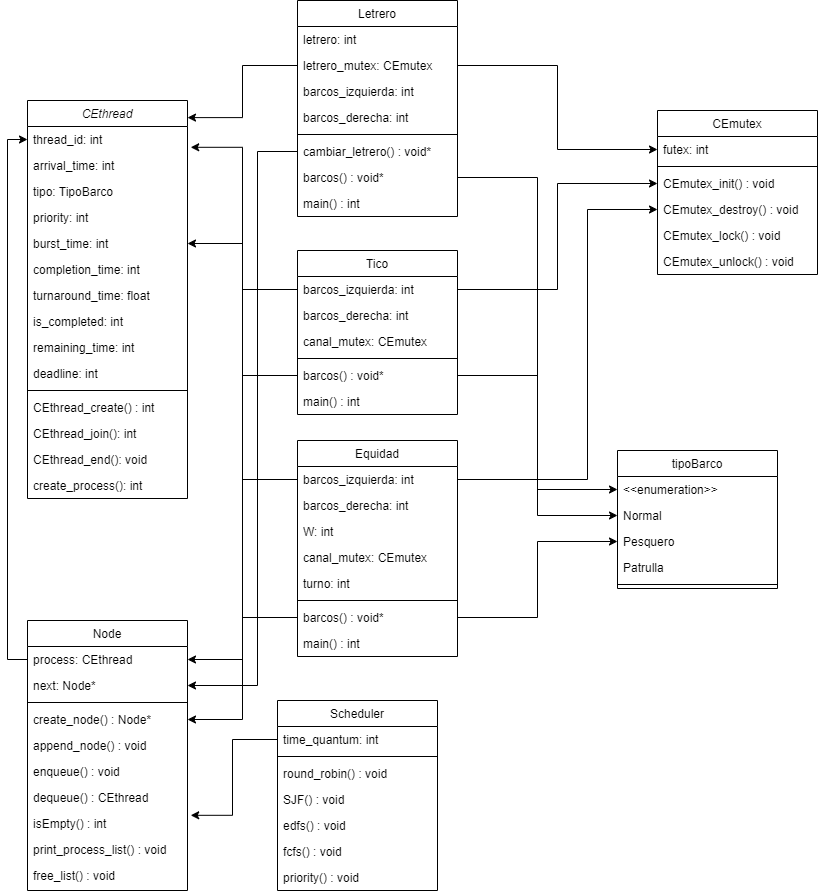 Letrero
letrero: int
letrero_mutex: CEmutex
barcos_izquierda: int
barcos_derecha: int
cambiar_letrero() : void*
barcos() : void*
main() : int
CEthread
thread_id: int
arrival_time: int
tipo: TipoBarco
priority: int
burst_time: int
completion_time: int
turnaround_time: float
is_completed: int
remaining_time: int
deadline: int
CEthread_create() : int
CEthread_join(): int
CEthread_end(): void
create_process(): int
CEmutex
futex: int
CEmutex_init() : void
CEmutex_destroy() : void
CEmutex_lock() : void
CEmutex_unlock() : void
Tico
barcos_izquierda: int
barcos_derecha: int
canal_mutex: CEmutex
barcos() : void*
main() : int
Equidad
barcos_izquierda: int
barcos_derecha: int
W: int
canal_mutex: CEmutex
turno: int
barcos() : void*
main() : int
tipoBarco
<<enumeration>>
Normal
Pesquero
Patrulla
Node
process: CEthread
next: Node*
create_node() : Node*
append_node() : void
enqueue() : void
dequeue() : CEthread
isEmpty() : int
print_process_list() : void
free_list() : void
Scheduler
time_quantum: int
round_robin() : void
SJF() : void
edfs() : void
fcfs() : void
priority() : void